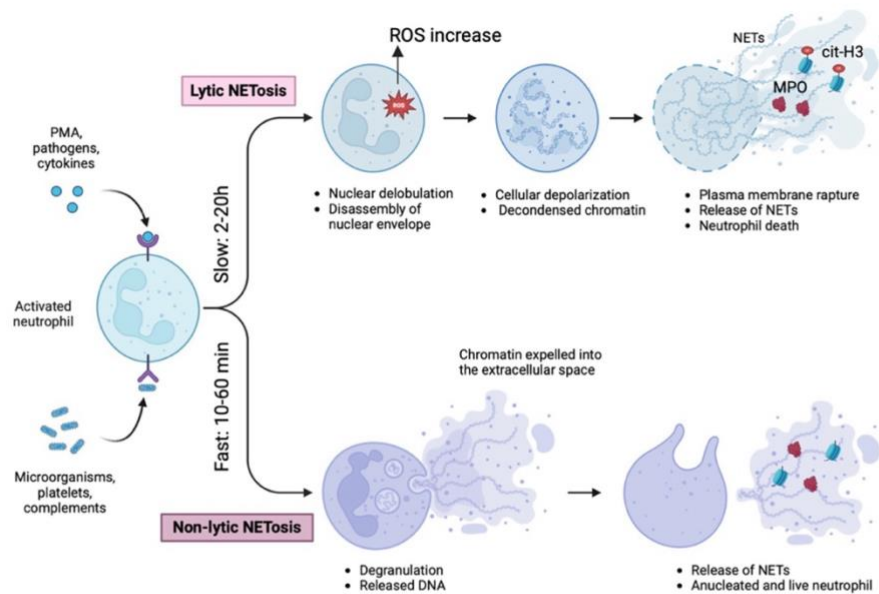 ROS increase
Lytic NETosis
ROS
NETs
cit-H3
MPO
PMA,
pathogens,
cytokines
Slow: 2-20h
• Nuclear delobulation
• Disassembly of
nuclear envelope
• Cellular depolarization
• Decondensed chromatin
• Plasma membrane rapture
• Release of NETs
• Neutrophil death
Activated
neutrophil
Fast: 10-60 min
Chromatin expelled into
the extracellular space
Microorganisms,
platelets,
complements
Non-lytic NETosis
• Degranulation
• Released DNA
• Release of NETs
• Anucleated and live neutrophil